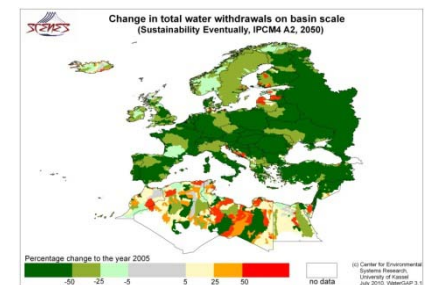 Change in total water withdrawals on basin scale
(Sustainability Eventually, IPCM4 A2, 2050)
SCENES
Percentage change to the year 2005
-50 -25 -5 5 25 50
no data
(c) Center for Environmental
Systems Research,
University of Kassel
July 2010, WaterGAP 3.1